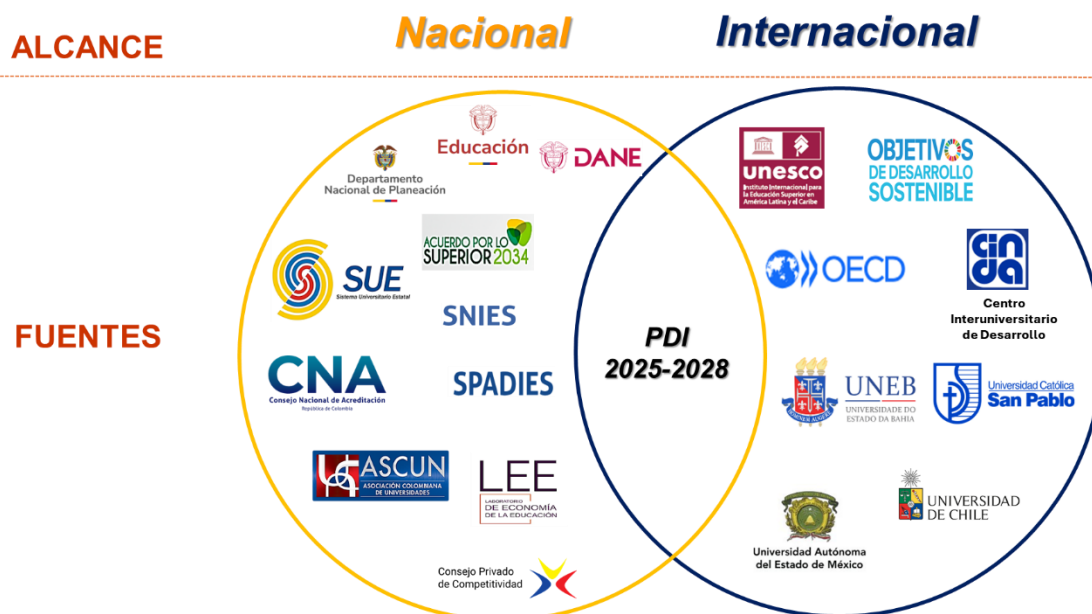 ALCANCE
Nacional
Internacional
FUENTES
Educación
DANE
Departamento
Nacional de Planeación
ACUERDO POR LO
SUPERIOR 2034
SUE
Sistema Universitario Estatal
SNIES
CNA
Consejo Nacional de Acreditación
República de Colombia
SPADIES
ASCUN
ASOCIACIÓN COLOMBIANA
DE UNIVERSIDADES
LEE
LABORATORIO
DE ECONOMÍA
DE LA EDUCACIÓN
Consejo Privado
de Competitividad
PDI
2025-2028
unesco
Instituto Internacional para
la Educación Superior en
América Latina y el Caribe
OBJETIVOS
DE DESARROLLO
SOSTENIBLE
OECD
cinda
Centro
Interuniversitario
de Desarrollo
UNEB
UNIVERSIDADE DO
ESTADO DA BAHIA
Universidad Católica
San Pablo
Universidad Autónoma
del Estado de México
UNIVERSIDAD
DE CHILE